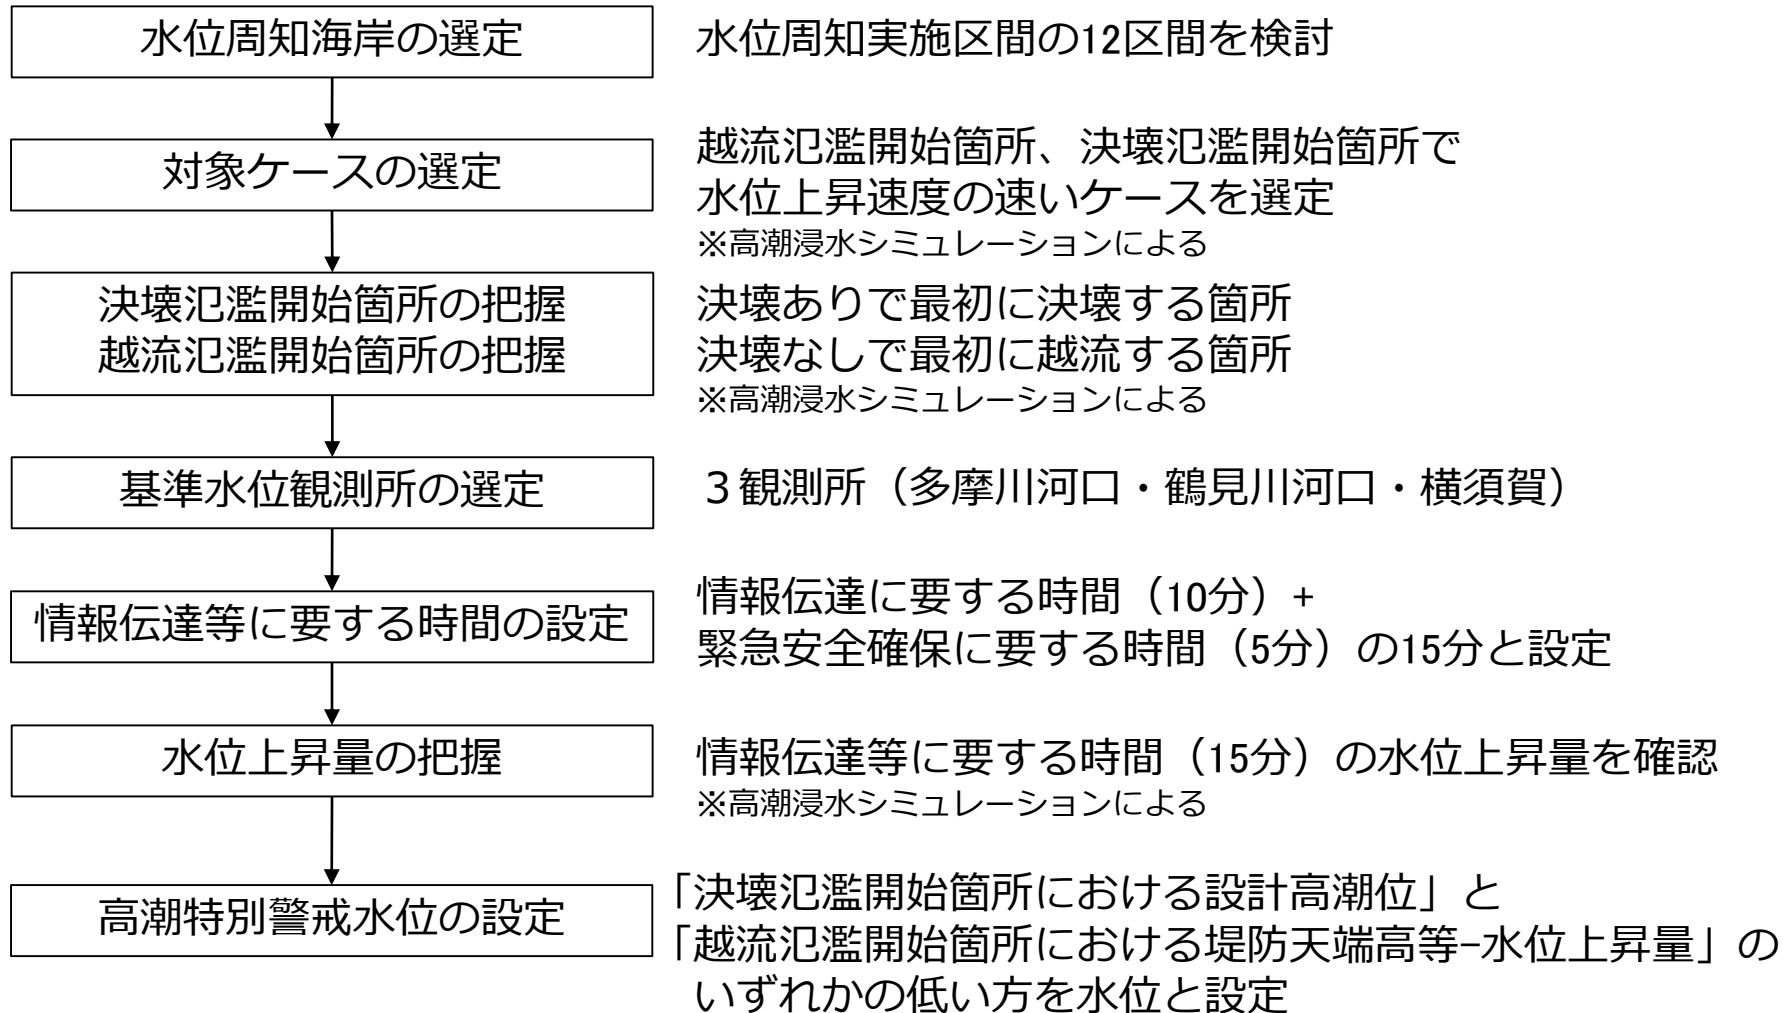 水位周知海岸の選定
水位周知実施区間の12区間を検討
対象ケースの選定
越流氾濫開始箇所、決壊氾濫開始箇所で
水位上昇速度の速いケースを選定
※高潮浸水シミュレーションによる
決壊氾濫開始箇所の把握
越流氾濫開始箇所の把握
決壊ありで最初に決壊する箇所
決壊なしで最初に越流する箇所
※高潮浸水シミュレーションによる
基準水位観測所の選定
３観測所（多摩川河口・鶴見川河口・横須賀）
情報伝達等に要する時間の設定
情報伝達に要する時間（10分）+
緊急安全確保に要する時間（5分）の15分と設定
水位上昇量の把握
情報伝達等に要する時間（15分）の水位上昇量を確認
※高潮浸水シミュレーションによる
高潮特別警戒水位の設定
「決壊氾濫開始箇所における設計高潮位」と
「越流氾濫開始箇所における堤防天端高等−水位上昇量」の
いずれかの低い方を水位と設定